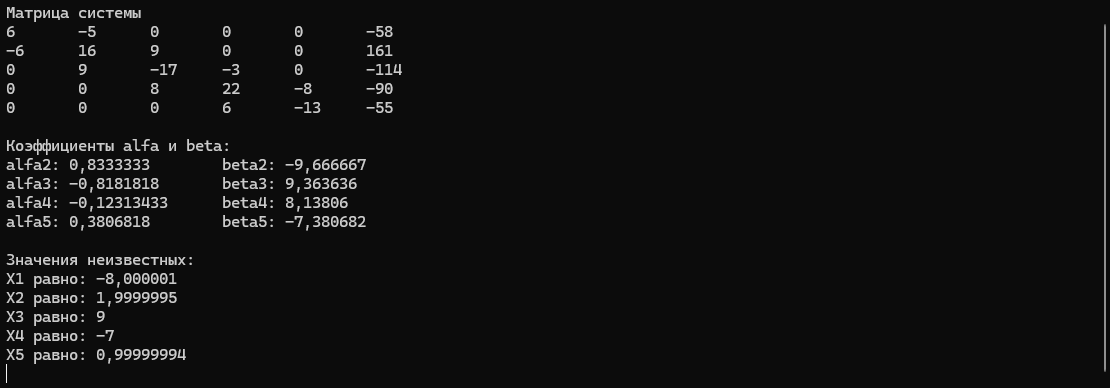 Матрица системы
6 -5 0 0 0 -58
-6 16 9 0 0 161
0 9 -17 -3 0 -114
0 0 8 22 -8 -90
0 0 0 6 -13 -55
Коэффициенты alfa и beta:
alfa2: 0,8333333 beta2: -9,666667
alfa3: -0,8181818 beta3: 9,363636
alfa4: -0,12313433 beta4: 8,13806
alfa5: 0,3806818 beta5: -7,380682
Значения неизвестных:
X1 равно: -8,000001
X2 равно: 1,9999995
X3 равно: 9
X4 равно: -7
X5 равно: 0,99999994